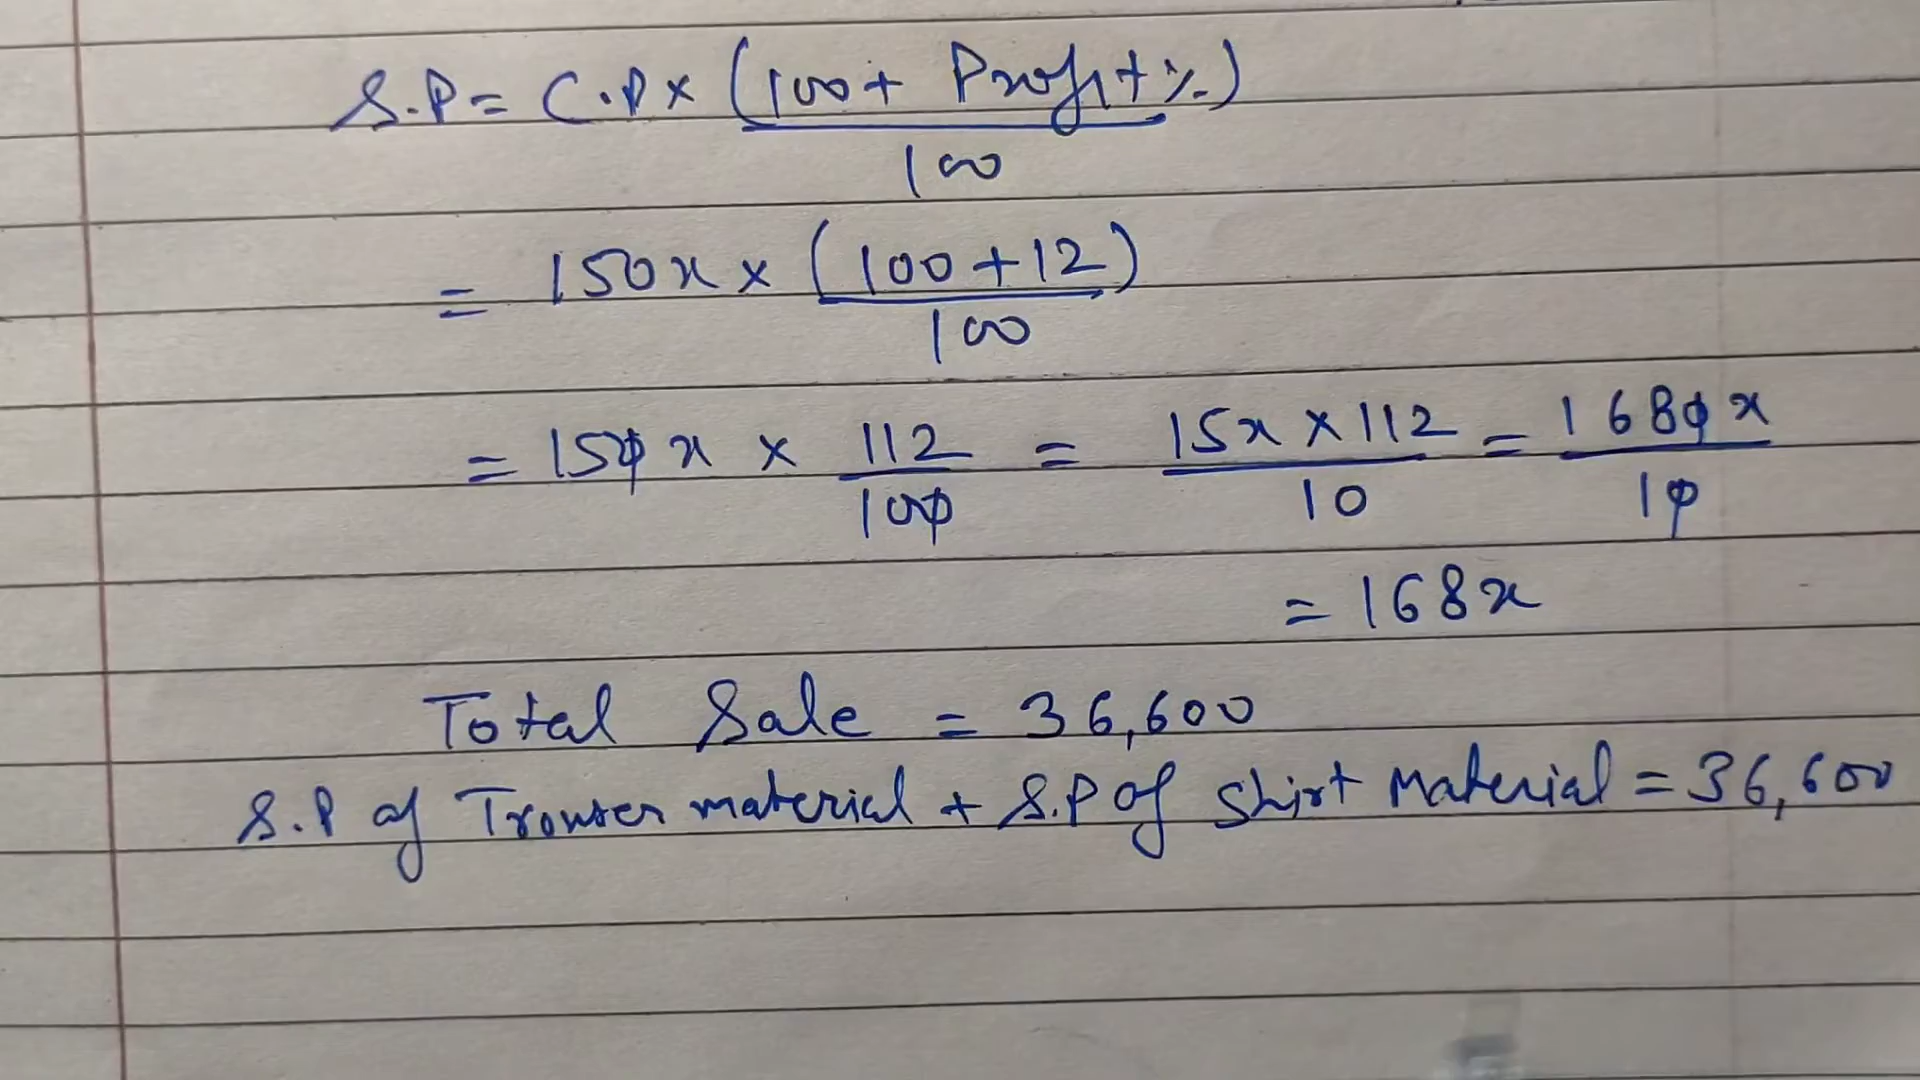 S.P = C.P × (100 + Profit %)
100
= 150x × (100 + 12)
100
= 150x × 112/100 = 15x × 112/10 = 1680x/10
= 168x
Total Sale = 36,600
S.P of Trouser material + S.P of Shirt Material = 36,600